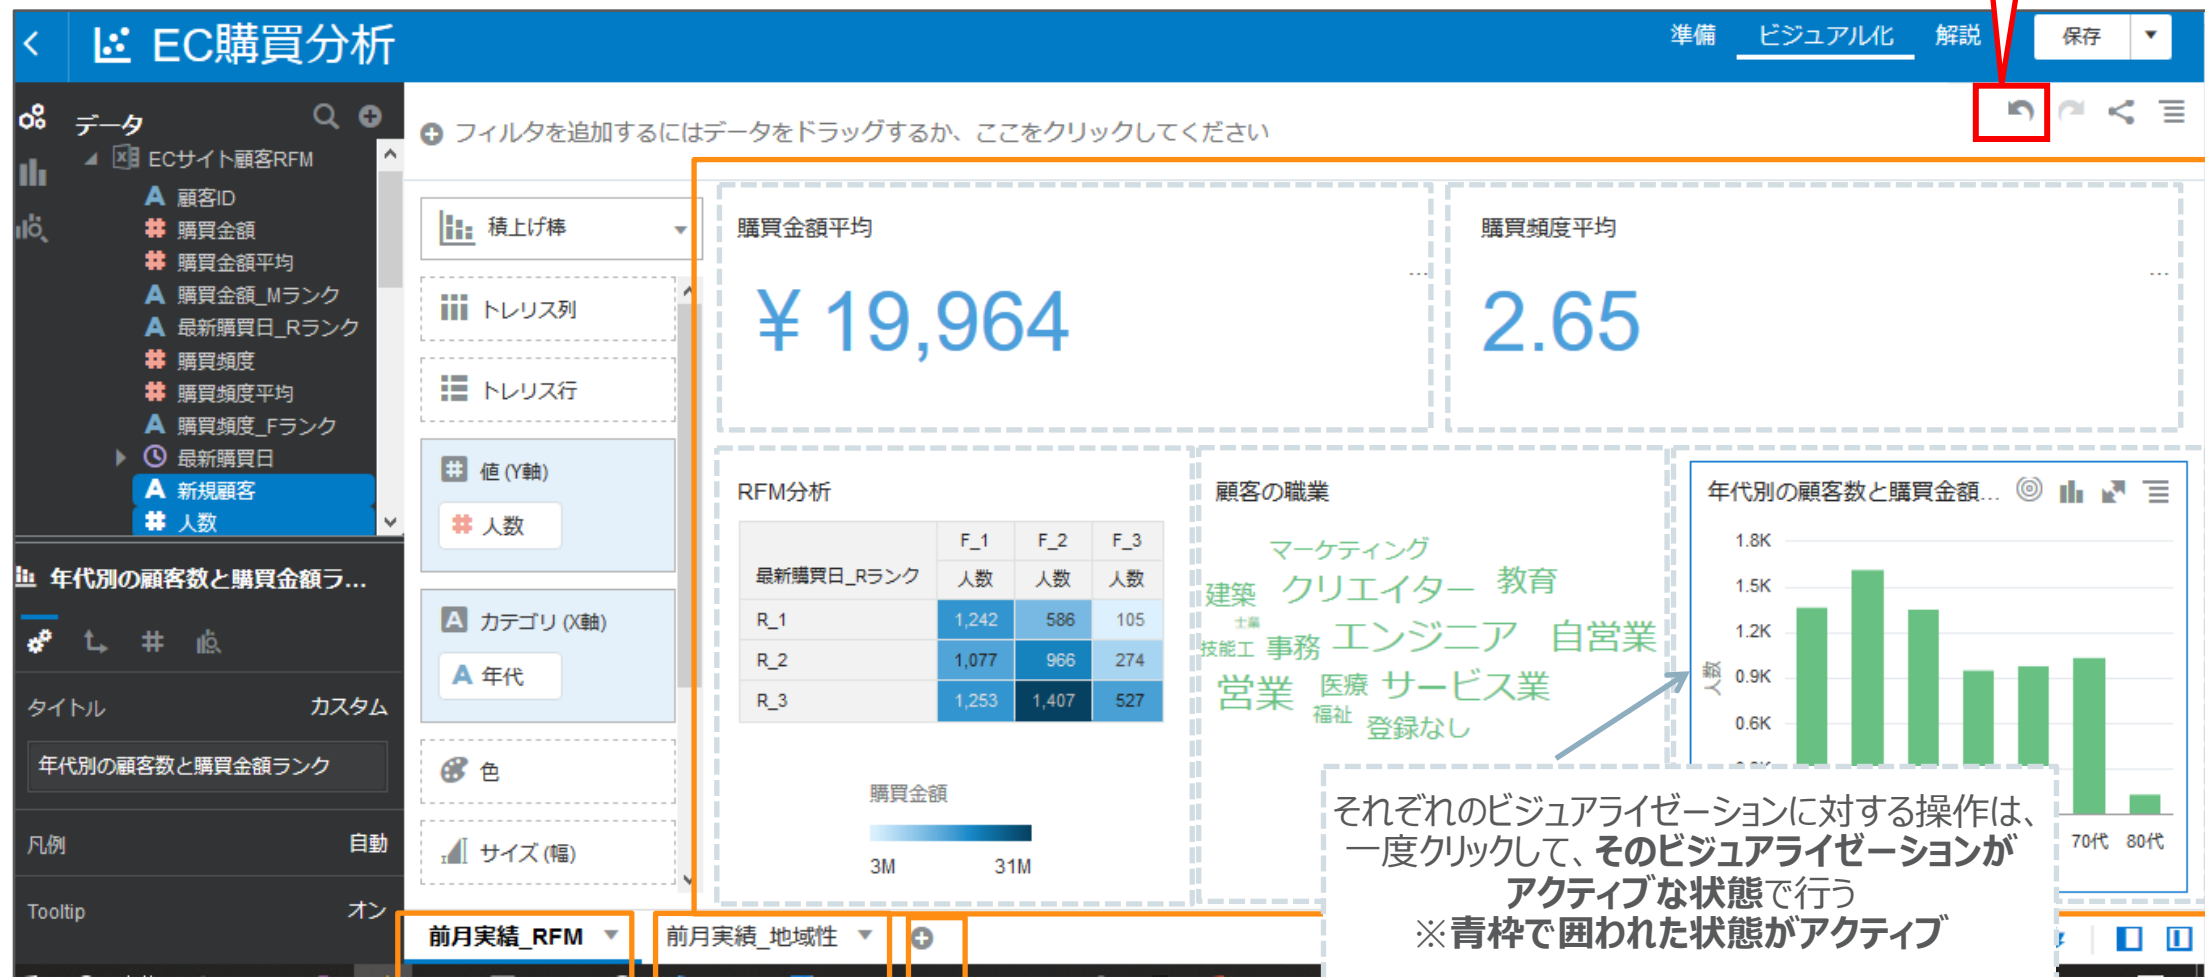 EC購買分析
準備 ビジュアル化 解説 保存
データ
フィルタを追加するにはデータをドラッグするか、ここをクリックしてください
ECサイト顧客RFM
A 顧客ID
# 購買金額
# 購買金額平均
A 購買金額_Mランク
A 最新購買日_Rランク
# 購買頻度
# 購買頻度平均
A 購買頻度_Fランク
最新購買日
A 新規顧客
# 人数
年代別の顧客数と購買金額ラ...
タイトル カスタム
年代別の顧客数と購買金額ランク
凡例 自動
Tooltip オン
積上げ棒
トレリス列
トレリス行
# 値 (Y軸)
# 人数
A カテゴリ (X軸)
A 年代
色
サイズ (幅)
購買金額平均
...
¥ 19,964
購買頻度平均
...
2.65
RFM分析
F_1 F_2 F_3
最新購買日_Rランク 人数 人数 人数
R_1 1,242 586 105
R_2 1,077 966 274
R_3 1,253 1,407 527
購買金額
3M 31M
顧客の職業
マーケティング
建築 クリエイター 教育
士業
技能工 事務 エンジニア 自営業
営業 医療 サービス業
福祉 登録なし
年代別の顧客数と購買金額...
1.8K
1.5K
1.2K
人数
0.9K
0.6K
70代 80代
それぞれのビジュアライゼーションに対する操作は、
一度クリックして、そのビジュアライゼーションが
アクティブな状態で行う
※青枠で囲われた状態がアクティブ
前月実績_RFM 前月実績_地域性